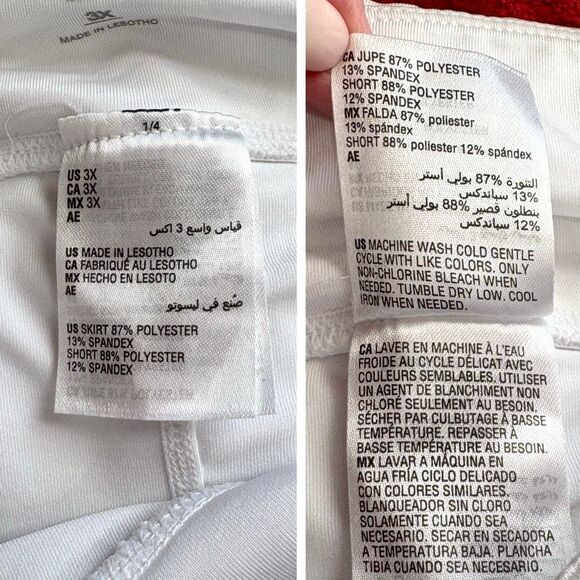 3X
MADE IN LESOTHO
1/4
US 3X
CA 3X
MX 3X
AE
قياس واسع 3 اكس
US MADE IN LESOTHO
CA FABRIQUÉ AU LESOTHO
MX HECHO EN LESOTO
AE
صُنع في ليسوتو
US SKIRT 87% POLYESTER
13% SPANDEX
SHORT 88% POLYESTER
12% SPANDEX
CA JUPE 87% POLYESTER
13% SPANDEX
SHORT 88% POLYESTER
12% SPANDEX
MX FALDA 87% poliester
13% spándex
SHORT 88% poliester 12% spándex
AE
التنورة %87 بولي أستر
%13 سباندكس
بنطلون قصير %88 بولي أستر
%12 سباندكس
US MACHINE WASH COLD GENTLE
CYCLE WITH LIKE COLORS. ONLY
NON-CHLORINE BLEACH WHEN
NEEDED. TUMBLE DRY LOW. COOL
IRON WHEN NEEDED.
CA LAVER EN MACHINE À L'EAU
FROIDE AU CYCLE DÉLICAT AVEC
COULEURS SEMBLABLES. UTILISER
UN AGENT DE BLANCHIMENT NON
CHLORÉ SEULEMENT AU BESOIN.
SÉCHER PAR CULBUTAGE À BASSE
TEMPÉRATURE. REPASSER À
BASSE TEMPÉRATURE AU BESOIN.
MX LAVAR A MÁQUINA EN
AGUA FRÍA CICLO DELICADO
CON COLORES SIMILARES.
BLANQUEADOR SIN CLORO
SOLAMENTE CUANDO SEA
NECESARIO. SECAR EN SECADORA
A TEMPERATURA BAJA. PLANCHA
TIBIA CUANDO SEA NECESARIO.